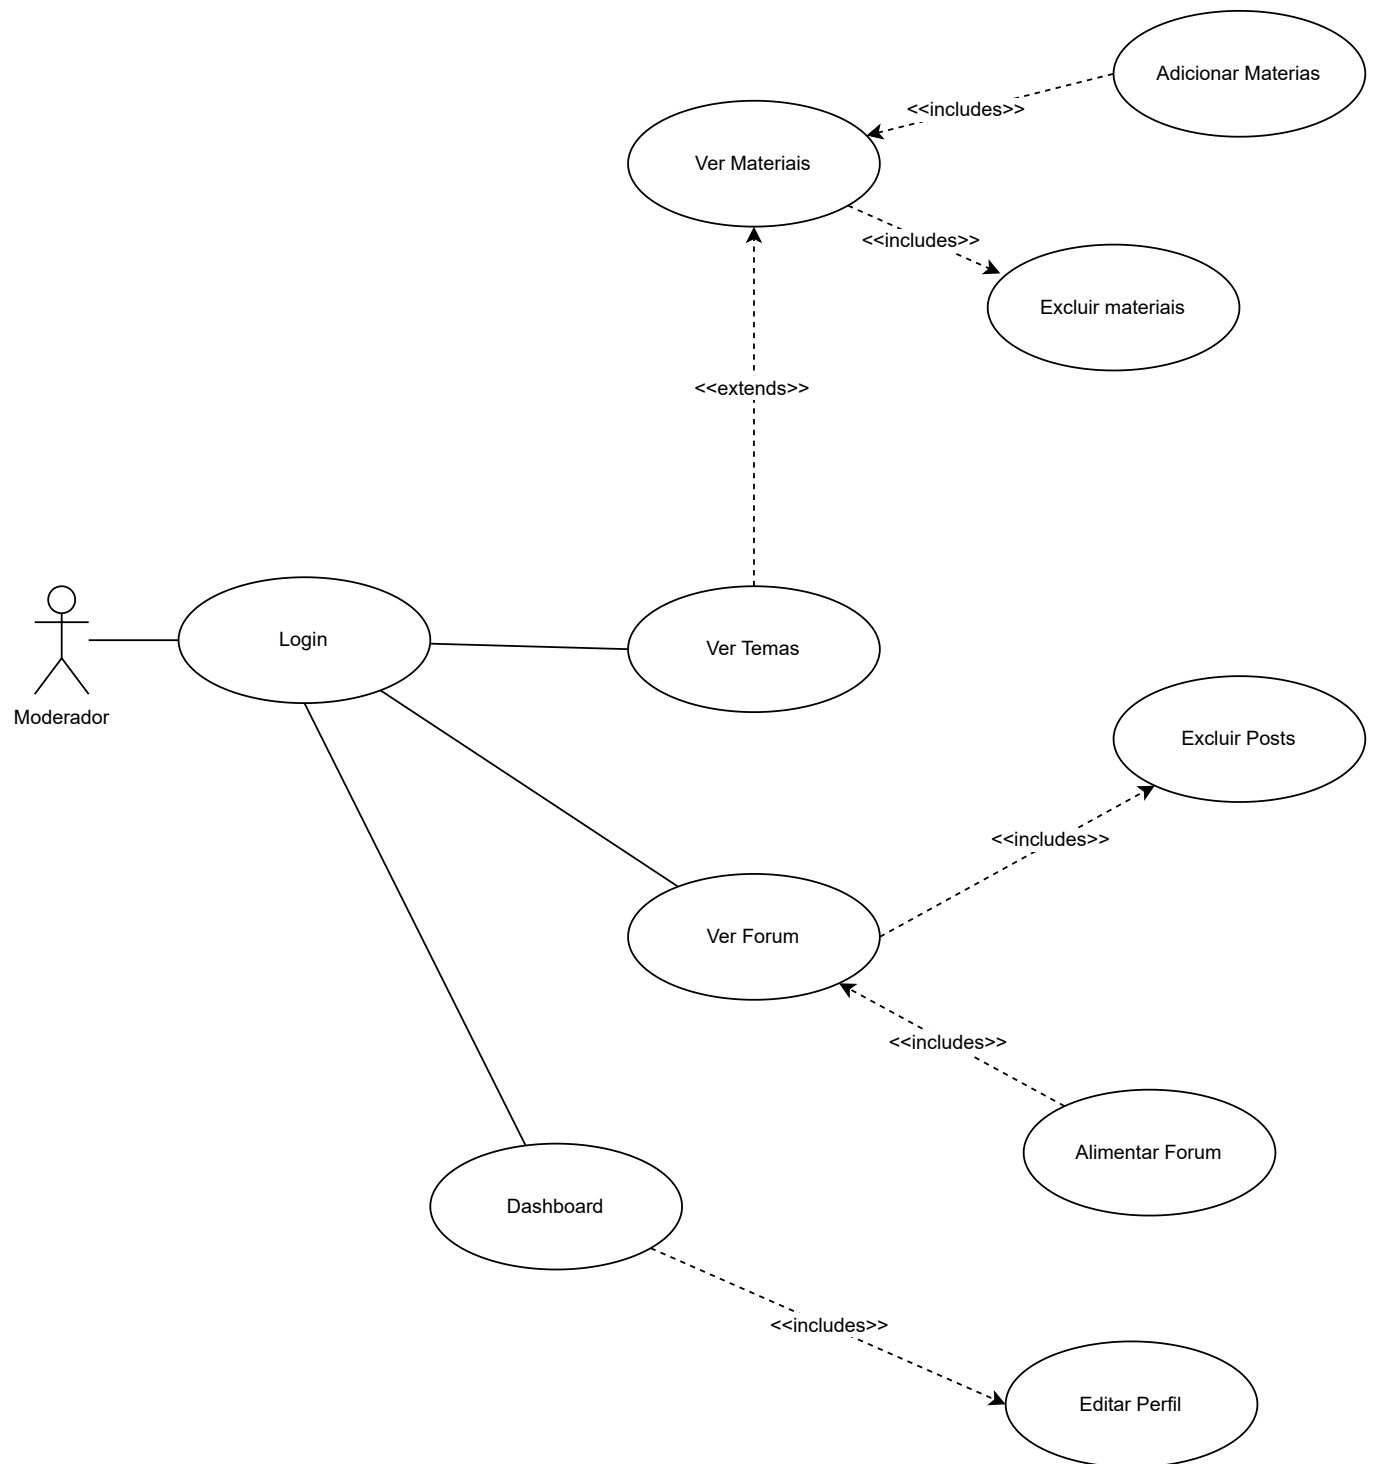 Adicionar Materias
<<includes>>
Ver Materiais
<<includes>>
Excluir materiais
<<extends>>
Login
Ver Temas
Moderador
Excluir Posts
<<includes>>
Ver Forum
<<includes>>
Alimentar Forum
Dashboard
<<includes>>
Editar Perfil